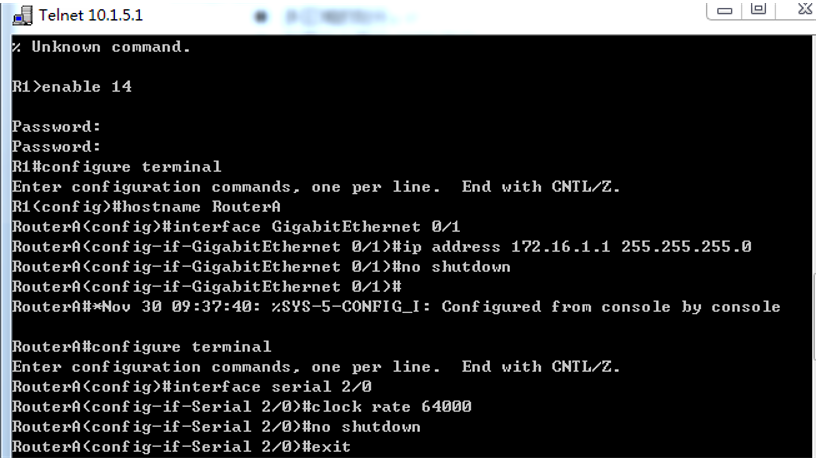 Telnet 10.1.5.1
% Unknown command.
R1>enable 14
Password:
Password:
R1#configure terminal
Enter configuration commands, one per line.  End with CNTL/Z.
R1(config)#hostname RouterA
RouterA(config)#interface GigabitEthernet 0/1
RouterA(config-if-GigabitEthernet 0/1)#ip address 172.16.1.1 255.255.255.0
RouterA(config-if-GigabitEthernet 0/1)#no shutdown
RouterA(config-if-GigabitEthernet 0/1)#
RouterA#*Nov 30 09:37:40: %SYS-5-CONFIG_I: Configured from console by console
RouterA#configure terminal
Enter configuration commands, one per line.  End with CNTL/Z.
RouterA(config)#interface serial 2/0
RouterA(config-if-Serial 2/0)#clock rate 64000
RouterA(config-if-Serial 2/0)#no shutdown
RouterA(config-if-Serial 2/0)#exit